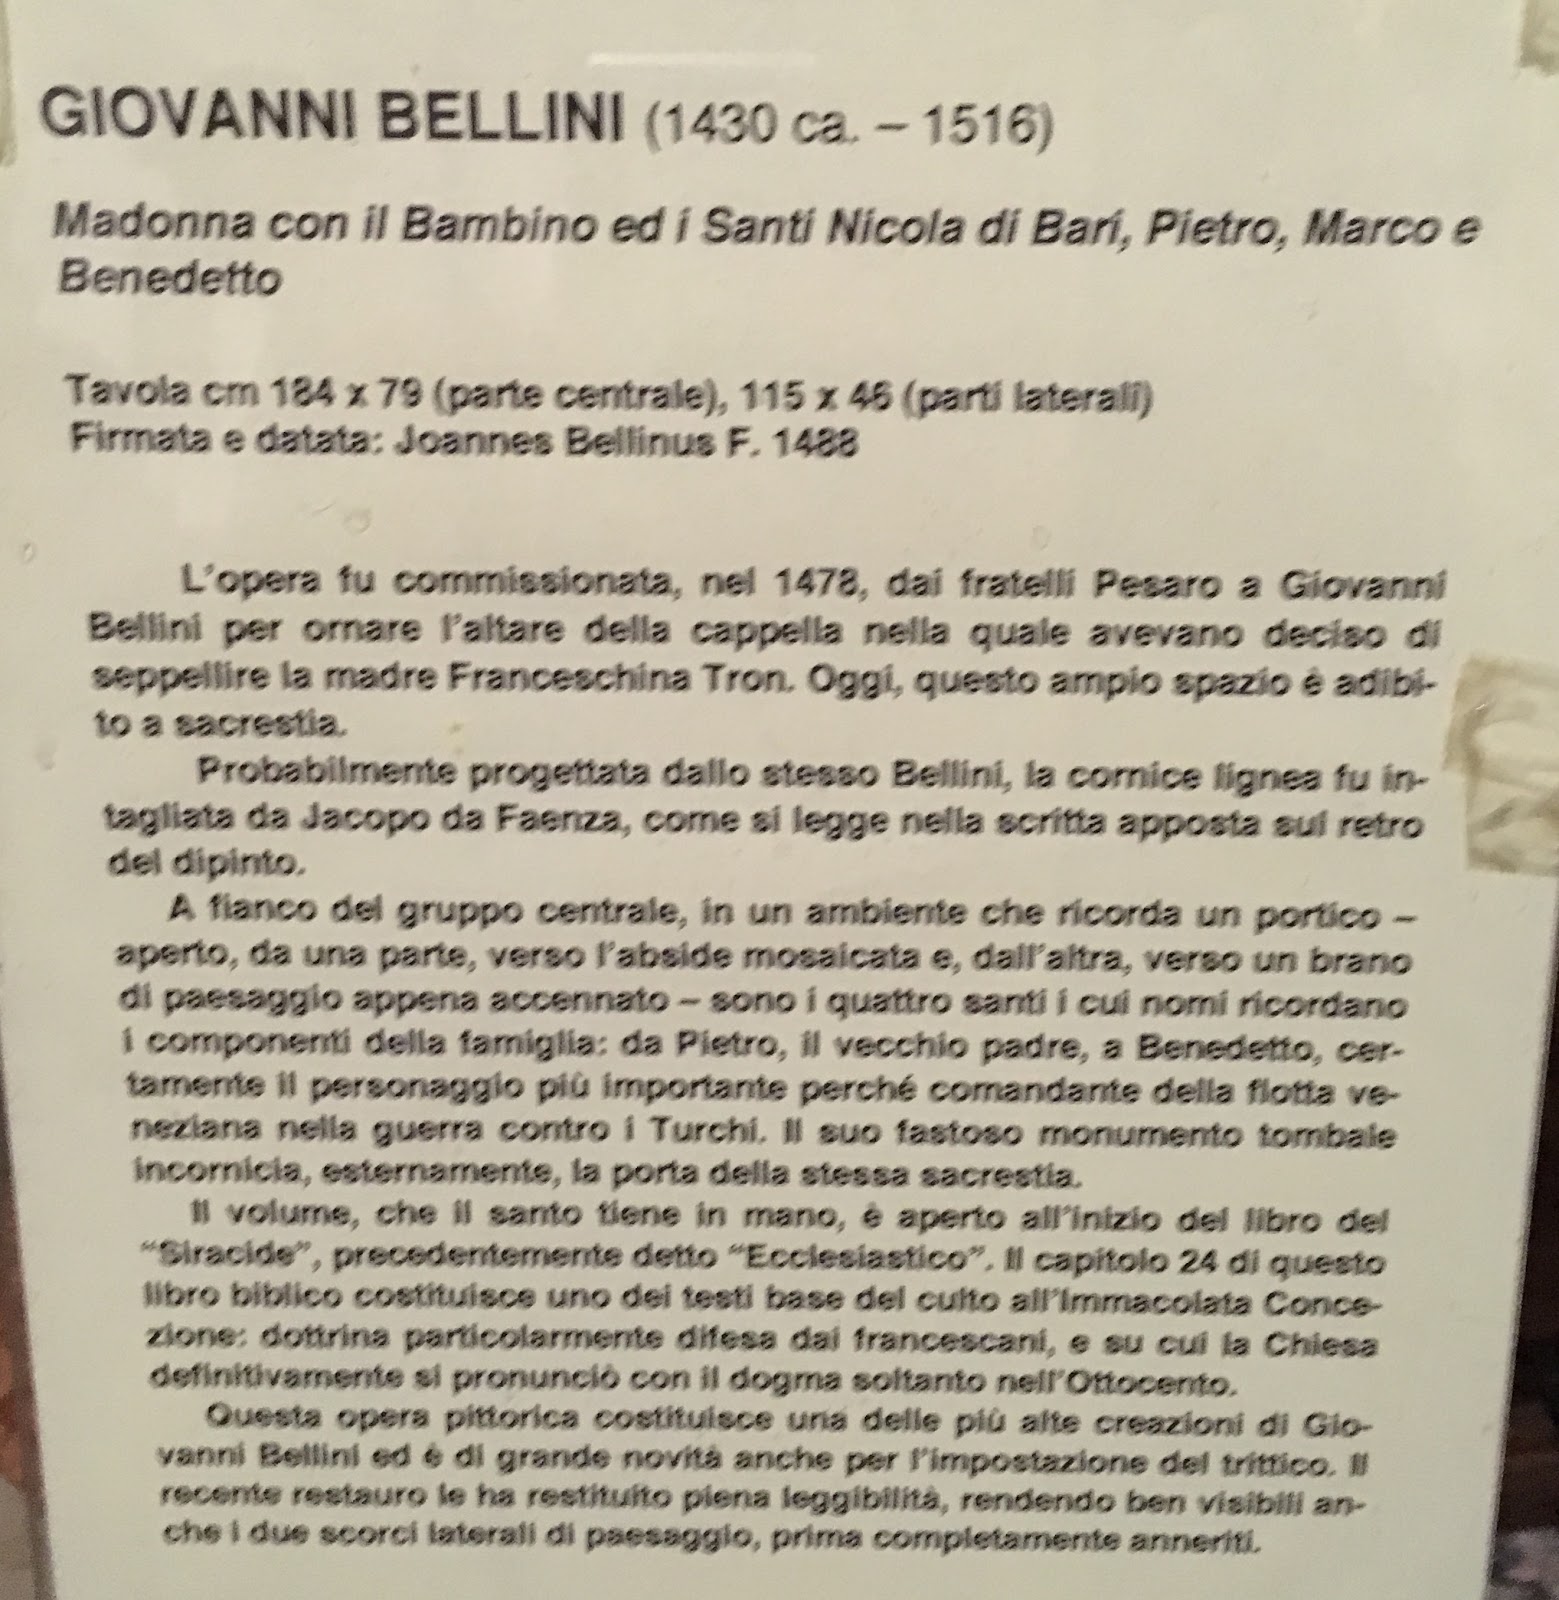 GIOVANNI BELLINI (1430 ca. – 1516)
Madonna con il Bambino ed i Santi Nicola di Bari, Pietro, Marco e
Benedetto
Tavola cm 184 x 79 (parte centrale), 115 x 46 (parti laterali)
Firmata e datata: Joannes Bellinus F. 1488
L'opera fu commissionata, nel 1478, dai fratelli Pesaro a Giovanni
Bellini per ornare l'altare della cappella nella quale avevano deciso di
seppellire la madre Franceschina Tron. Oggi, questo ampio spazio è adibi-
to a sacrestia.
Probabilmente progettata dallo stesso Bellini, la cornice lignea fu in-
tagliata da Jacopo da Faenza, come si legge nella scritta apposta sul retro
del dipinto.
A fianco del gruppo centrale, in un ambiente che ricorda un portico –
aperto, da una parte, verso l'abside mosaicata e, dall'altra, verso un brano
di paesaggio appena accennato – sono i quattro santi i cui nomi ricordano
i componenti della famiglia: da Pietro, il vecchio padre, a Benedetto, cer-
tamente il personaggio più importante perché comandante della flotta ve-
neziana nella guerra contro i Turchi. Il suo fastoso monumento tombale
incornicia, esternamente, la porta della stessa sacrestia.
Il volume, che il santo tiene in mano, è aperto all'inizio del libro del
“Siracide”, precedentemente detto “Ecclesiastico”. Il capitolo 24 di questo
libro biblico costituisce uno dei testi base del culto all'Immacolata Conce-
zione: dottrina particolarmente difesa dai francescani, e su cui la Chiesa
definitivamente si pronunciò con il dogma soltanto nell'Ottocento.
Questa opera pittorica costituisce una delle più alte creazioni di Gio-
vanni Bellini ed è di grande novità anche per l'impostazione del trittico. Il
recente restauro le ha restituito piena leggibilità, rendendo ben visibili an-
che i due scorci laterali di paesaggio, prima completamente anneriti.